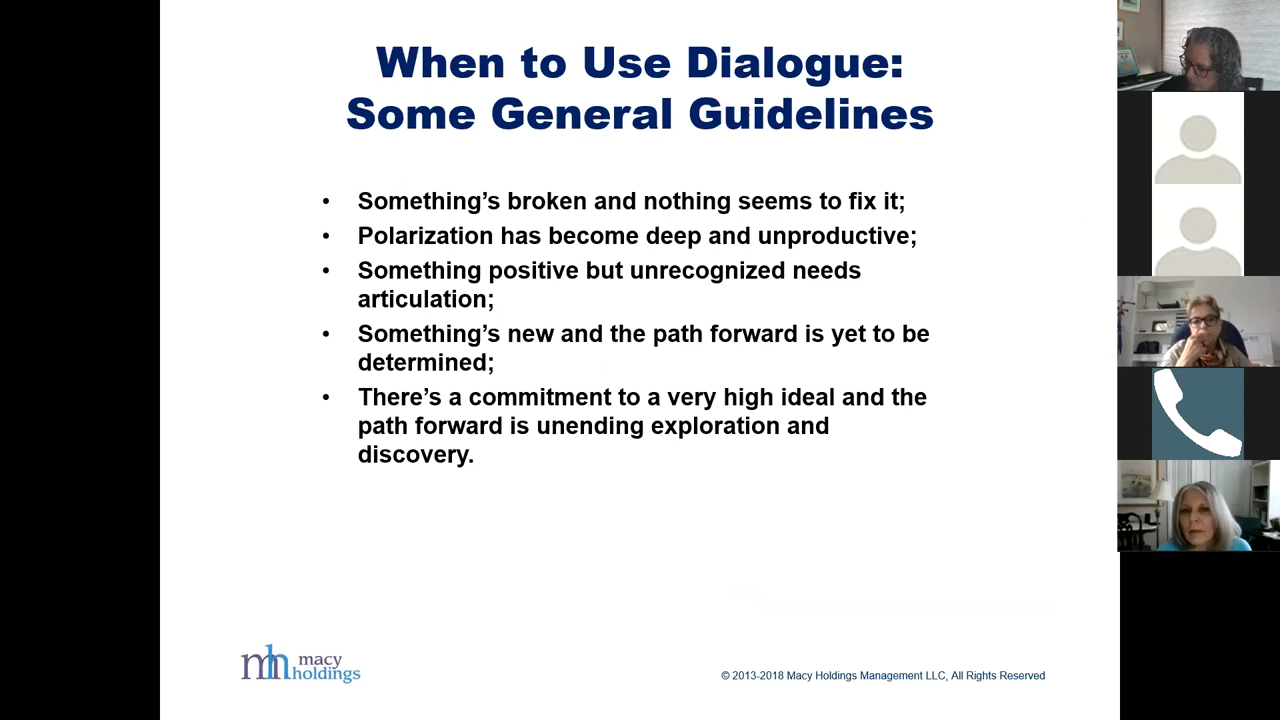 When to Use Dialogue:
Some General Guidelines
• Something’s broken and nothing seems to fix it;
• Polarization has become deep and unproductive;
• Something positive but unrecognized needs
articulation;
• Something’s new and the path forward is yet to be
determined;
• There’s a commitment to a very high ideal and the
path forward is unending exploration and
discovery.
mh macy
holdings
© 2013-2018 Macy Holdings Management LLC, All Rights Reserved